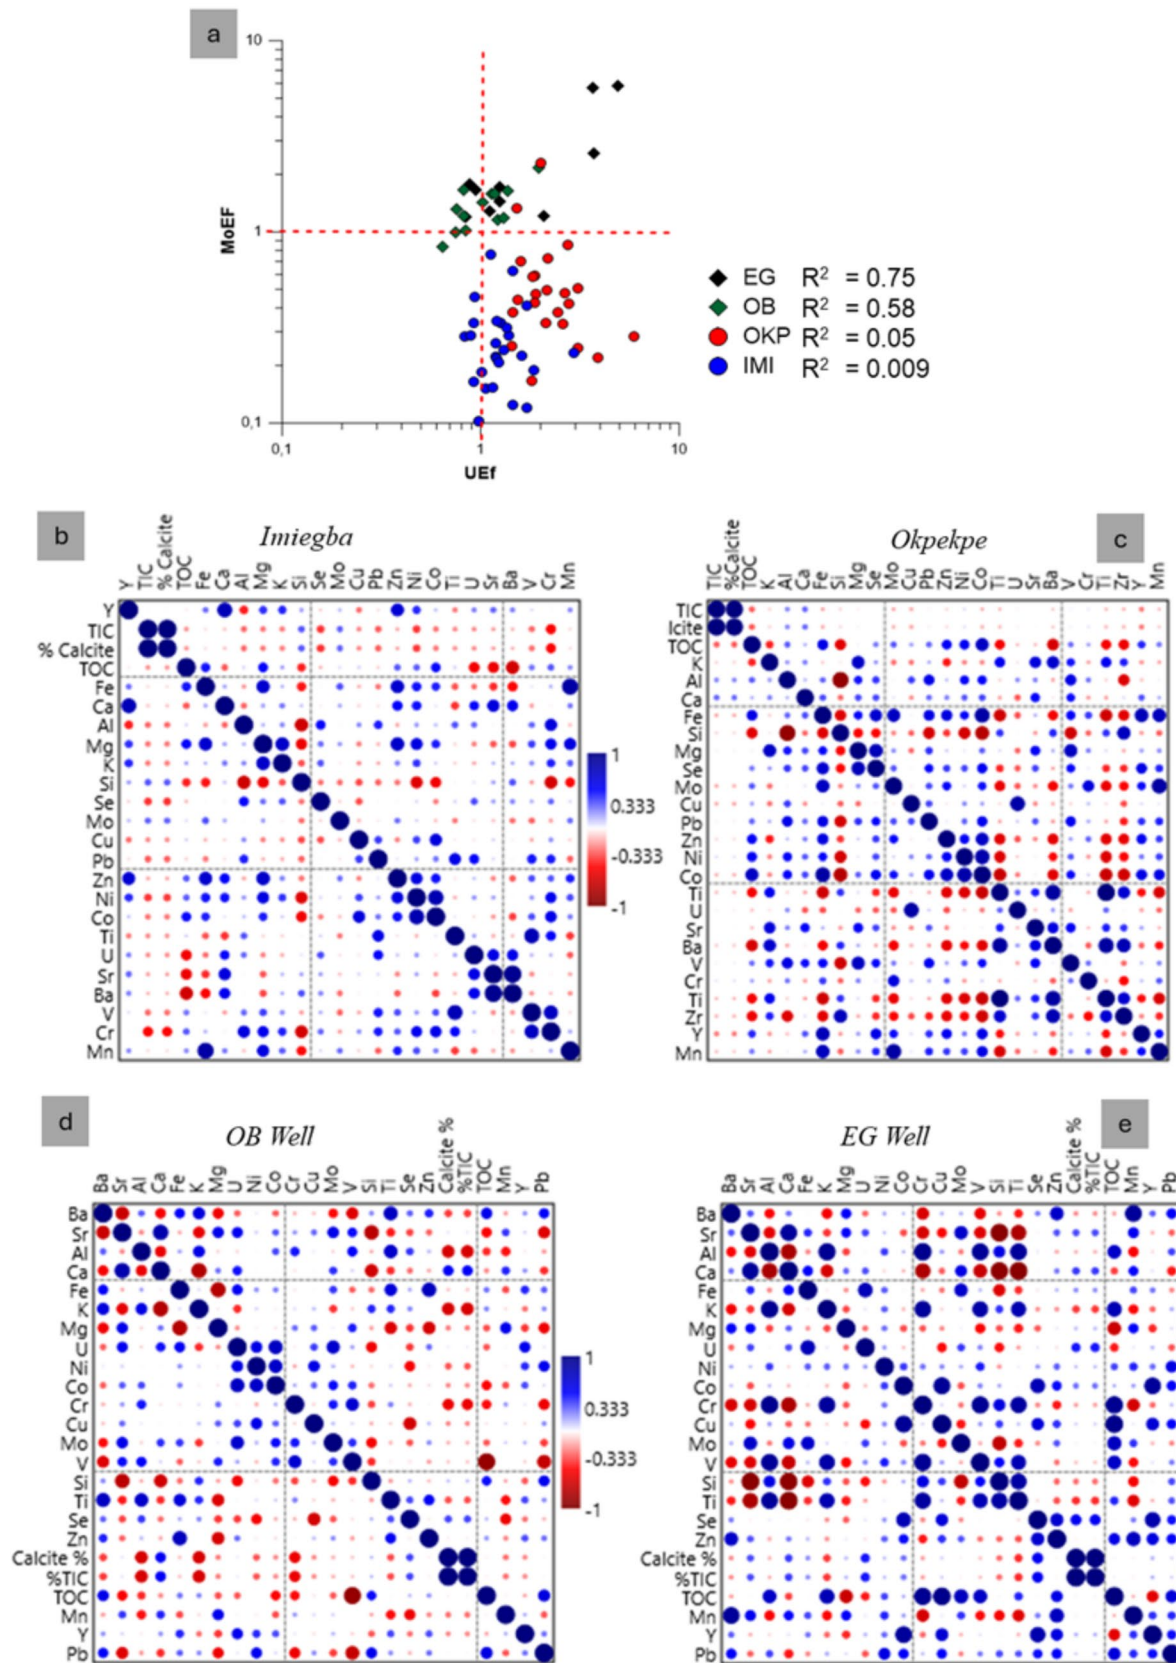 a
10
MoEF
1
0,1
0,1
1
10
UEf
EG R² = 0.75
OB R² = 0.58
OKP R² = 0.05
IMI R² = 0.009
b
Imiegba
Y TIC % Calcite TOC Fe Ca Al Mg K Si Se Mo Cu Pb Zn Ni Co Ti U Sr Ba V Cr Mn
Y
TIC
% Calcite
TOC
Fe
Ca
Al
Mg
K
Si
Se
Mo
Cu
Pb
Zn
Ni
Co
Ti
U
Sr
Ba
V
Cr
Mn
1
0.333
-0.333
-1
c
Okpekpe
TIC %Calcite TOC K Al Ca Fe Si Mg Se Mo Cu Pb Zn Ni Co Ti U Sr Ba V Cr Ti Zr Y Mn
TIC
lcite
TOC
K
Al
Ca
Fe
Si
Mg
Se
Mo
Cu
Pb
Zn
Ni
Co
Ti
U
Sr
Ba
V
Cr
Ti
Zr
Y
Mn
d
OB Well
Ba Sr Al Ca Fe K Mg U Ni Co Cr Cu Mo V Si Ti Se Zn Calcite % %TIC TOC Mn Y Pb
Ba
Sr
Al
Ca
Fe
K
Mg
U
Ni
Co
Cr
Cu
Mo
V
Si
Ti
Se
Zn
Calcite %
%TIC
TOC
Mn
Y
Pb
1
0.333
-0.333
-1
e
EG Well
Ba Sr Al Ca Fe K Mg U Ni Co Cr Cu Mo V Si Ti Se Zn Calcite % %TIC TOC Mn Y Pb
Ba
Sr
Al
Ca
Fe
K
Mg
U
Ni
Co
Cr
Cu
Mo
V
Si
Ti
Se
Zn
Calcite %
%TIC
TOC
Mn
Y
Pb